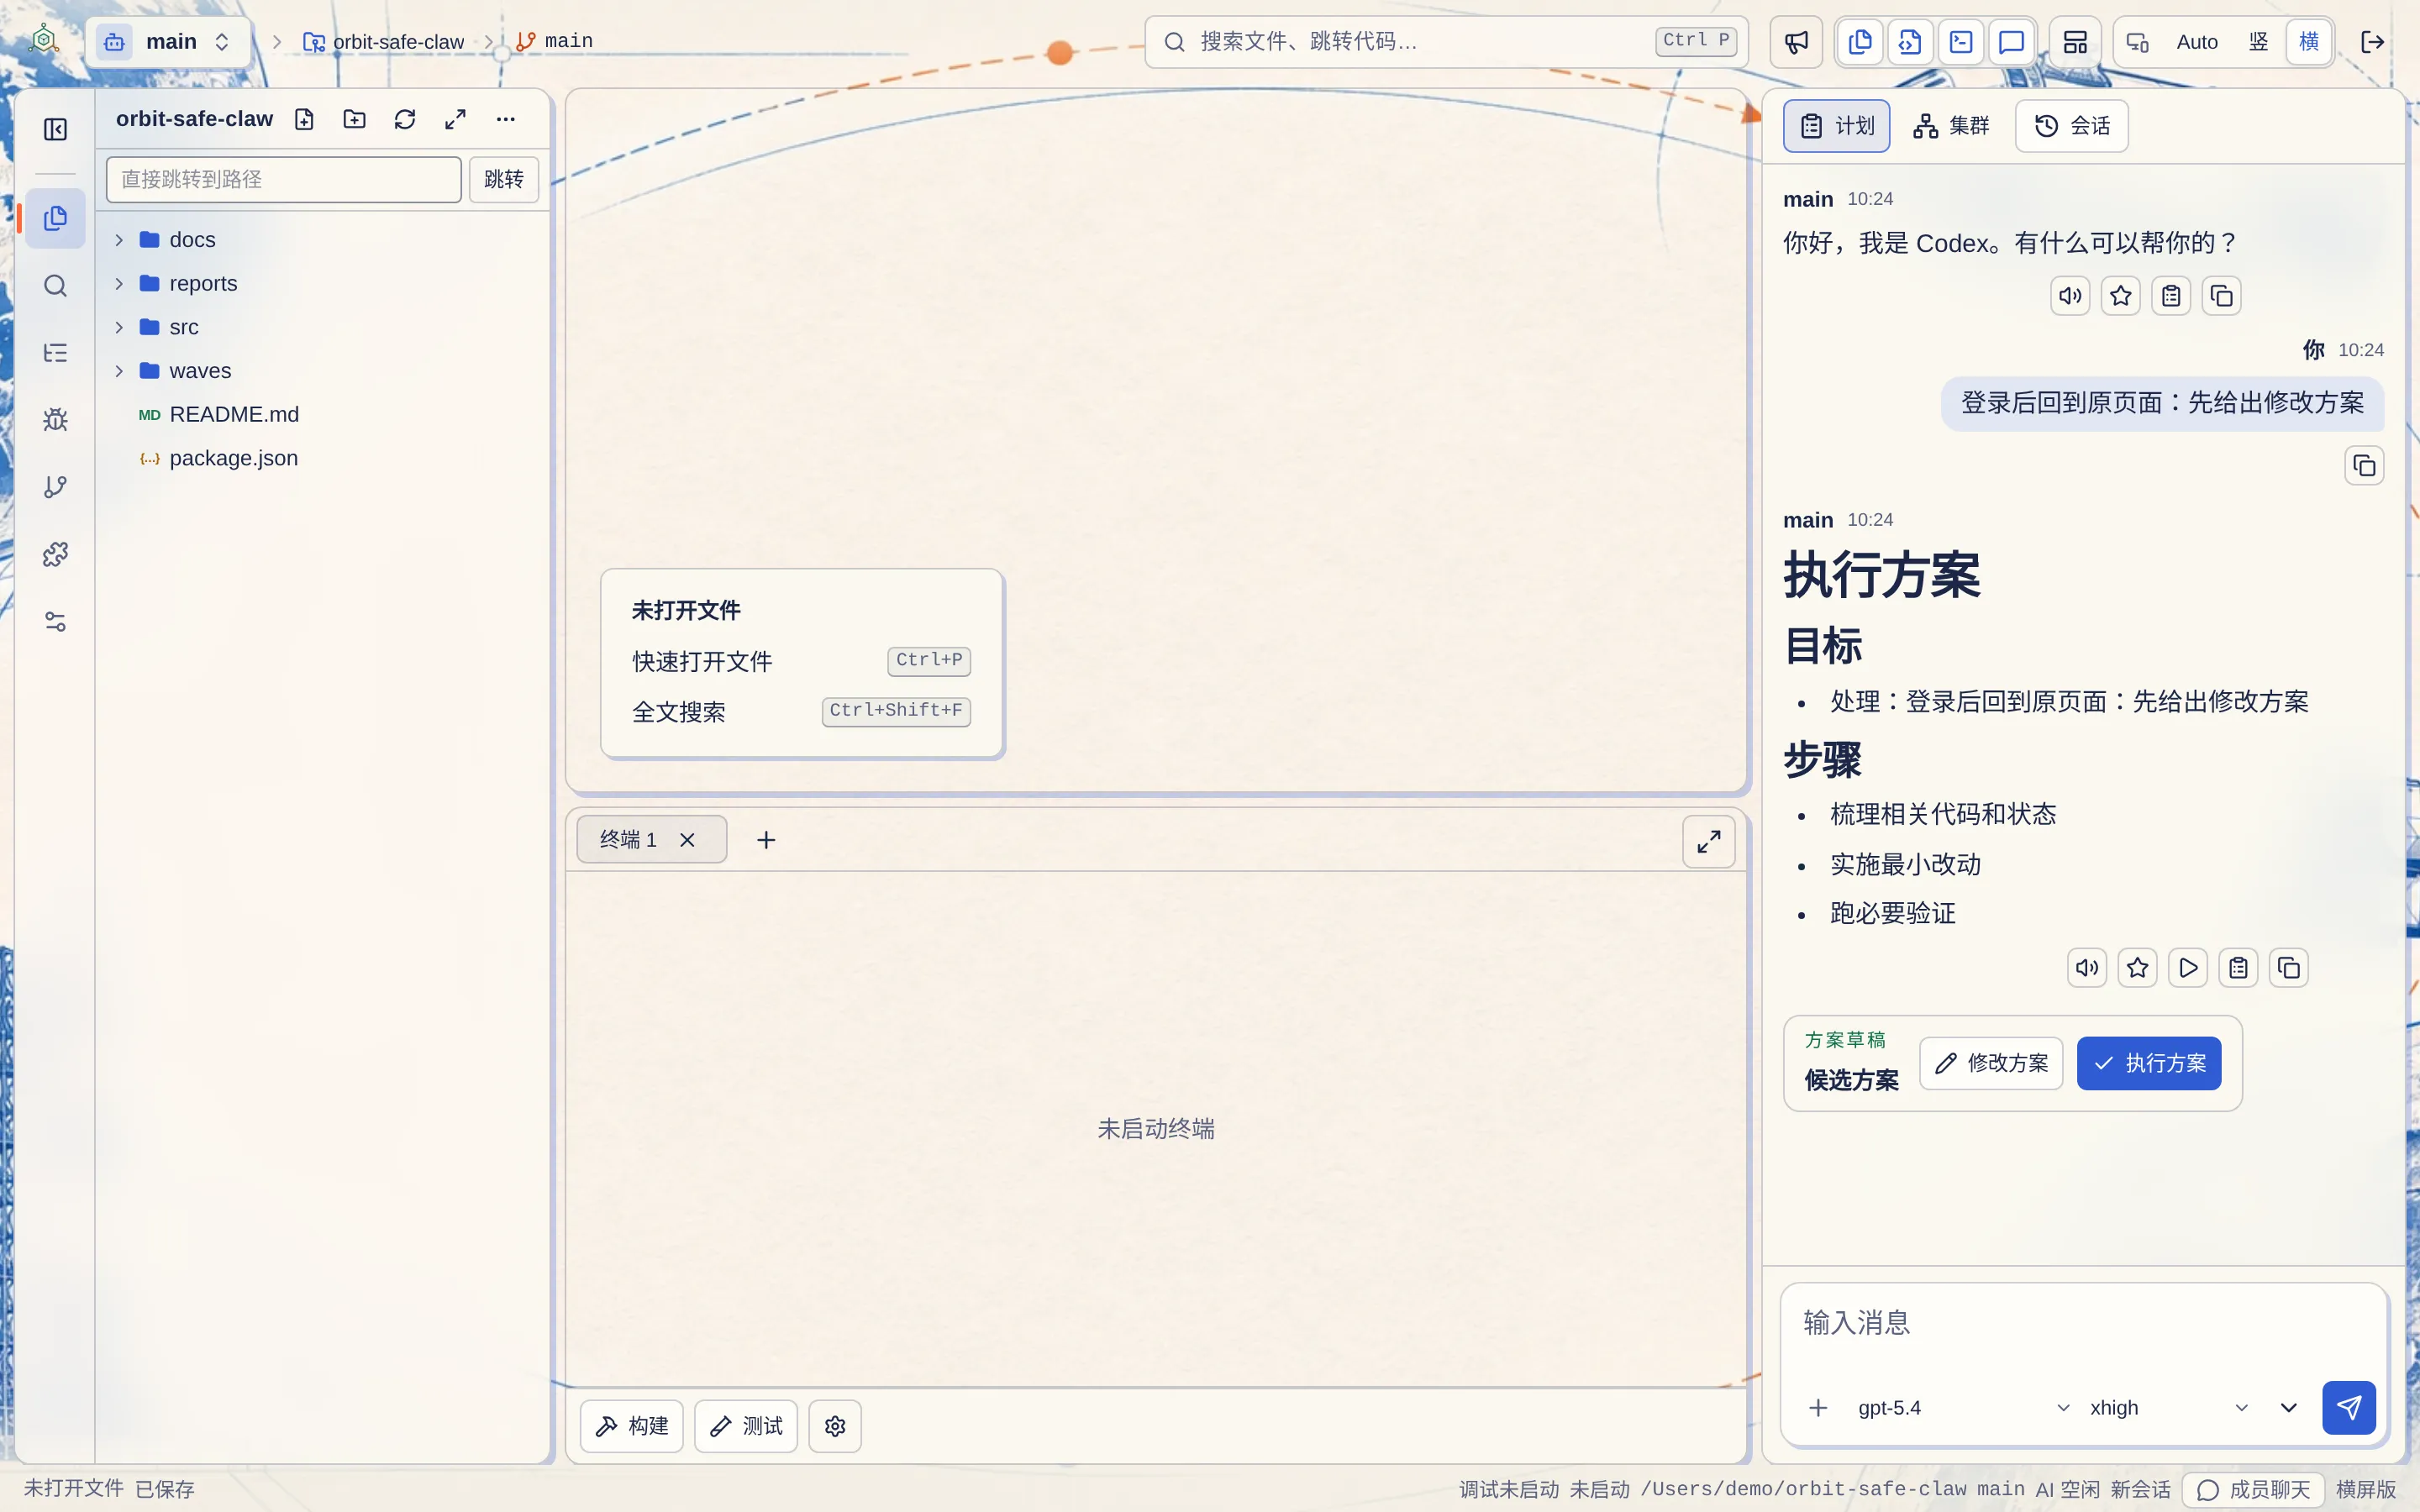 main
orbit-safe-claw
main
搜索文件、跳转代码...
Ctrl P
Auto
竖
横
orbit-safe-claw
直接跳转到路径
跳转
docs
reports
src
waves
MD README.md
{...} package.json
未打开文件
快速打开文件 Ctrl+P
全文搜索 Ctrl+Shift+F
终端 1
未启动终端
构建
测试
计划
集群
会话
main 10:24
你好，我是 Codex。有什么可以帮你的？
你 10:24
登录后回到原页面：先给出修改方案
main 10:24
执行方案
目标
• 处理：登录后回到原页面：先给出修改方案
步骤
• 梳理相关代码和状态
• 实施最小改动
• 跑必要验证
方案草稿
候选方案
修改方案
执行方案
输入消息
gpt-5.4
xhigh
未打开文件 已保存
调试未启动 未启动 /Users/demo/orbit-safe-claw main AI 空闲 新会话 成员聊天 横屏版